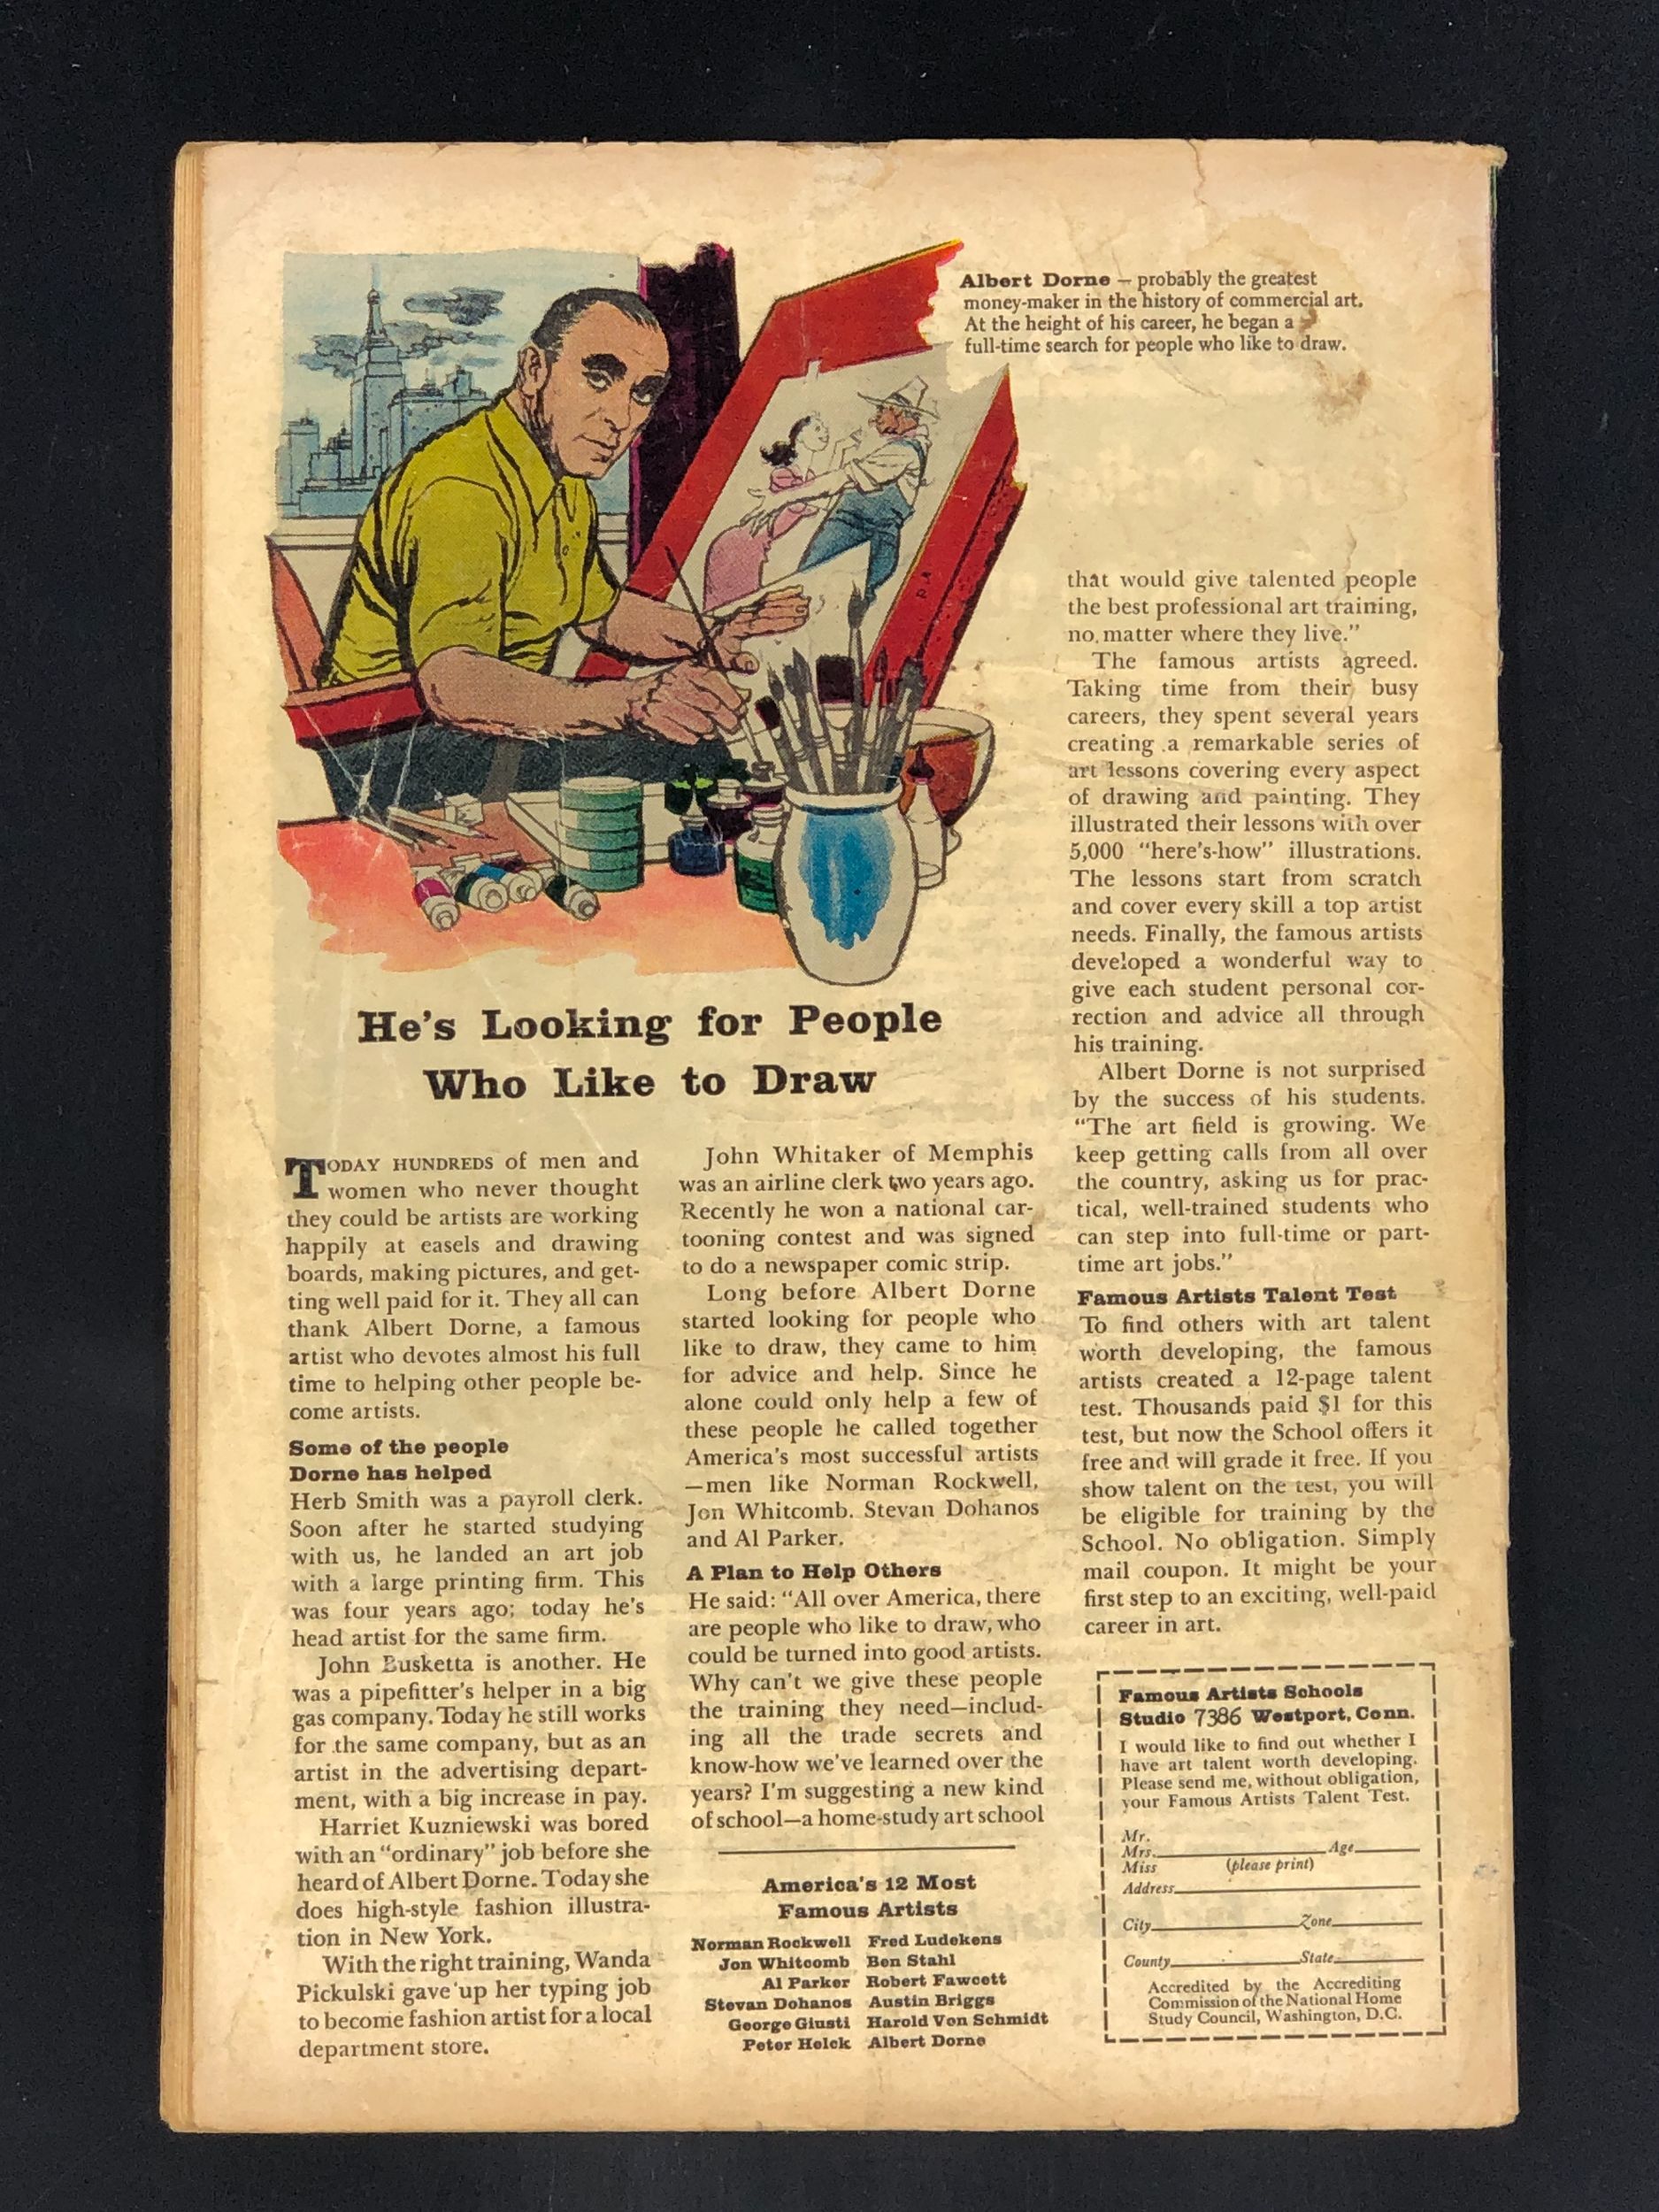 Albert Dorne — probably the greatest
money-maker in the history of commercial art.
At the height of his career, he began a
full-time search for people who like to draw.
He's Looking for People
Who Like to Draw
TODAY HUNDREDS of men and
women who never thought
they could be artists are working
happily at easels and drawing
boards, making pictures, and get-
ting well paid for it. They all can
thank Albert Dorne, a famous
artist who devotes almost his full
time to helping other people be-
come artists.
Some of the people
Dorne has helped
Herb Smith was a payroll clerk.
Soon after he started studying
with us, he landed an art job
with a large printing firm. This
was four years ago; today he's
head artist for the same firm.
John Busketta is another. He
was a pipefitter's helper in a big
gas company. Today he still works
for the same company, but as an
artist in the advertising depart-
ment, with a big increase in pay.
Harriet Kuzniewski was bored
with an "ordinary" job before she
heard of Albert Dorne. Today she
does high-style fashion illustra-
tion in New York.
With the right training, Wanda
Pickulski gave up her typing job
to become fashion artist for a local
department store.
John Whitaker of Memphis
was an airline clerk two years ago.
Recently he won a national car-
tooning contest and was signed
to do a newspaper comic strip.
Long before Albert Dorne
started looking for people who
like to draw, they came to him
for advice and help. Since he
alone could only help a few of
these people he called together
America's most successful artists
—men like Norman Rockwell,
Jon Whitcomb. Stevan Dohanos
and Al Parker.
A Plan to Help Others
He said: "All over America, there
are people who like to draw, who
could be turned into good artists.
Why can't we give these people
the training they need—includ-
ing all the trade secrets and
know-how we've learned over the
years? I'm suggesting a new kind
of school—a home-study art school
that would give talented people
the best professional art training,
no matter where they live."
The famous artists agreed.
Taking time from their busy
careers, they spent several years
creating a remarkable series of
art lessons covering every aspect
of drawing and painting. They
illustrated their lessons with over
5,000 "here's-how" illustrations.
The lessons start from scratch
and cover every skill a top artist
needs. Finally, the famous artists
developed a wonderful way to
give each student personal cor-
rection and advice all through
his training.
Albert Dorne is not surprised
by the success of his students.
"The art field is growing. We
keep getting calls from all over
the country, asking us for prac-
tical, well-trained students who
can step into full-time or part-
time art jobs."
Famous Artists Talent Test
To find others with art talent
worth developing, the famous
artists created a 12-page talent
test. Thousands paid $1 for this
test, but now the School offers it
free and will grade it free. If you
show talent on the test, you will
be eligible for training by the
School. No obligation. Simply
mail coupon. It might be your
first step to an exciting, well-paid
career in art.
America's 12 Most
Famous Artists
Norman Rockwell Fred Ludekens
Jon Whitcomb Ben Stahl
Al Parker Robert Fawcett
Stevan Dohanos Austin Briggs
George Giusti Harold Von Schmidt
Peter Helck Albert Dorne
Famous Artists Schools
Studio 7386 Westport, Conn.
I would like to find out whether I
have art talent worth developing.
Please send me, without obligation,
your Famous Artists Talent Test.
Mr.
Mrs. Age
Miss (please print)
Address
City Zone
County State
Accredited by the Accrediting
Commission of the National Home
Study Council, Washington, D.C.